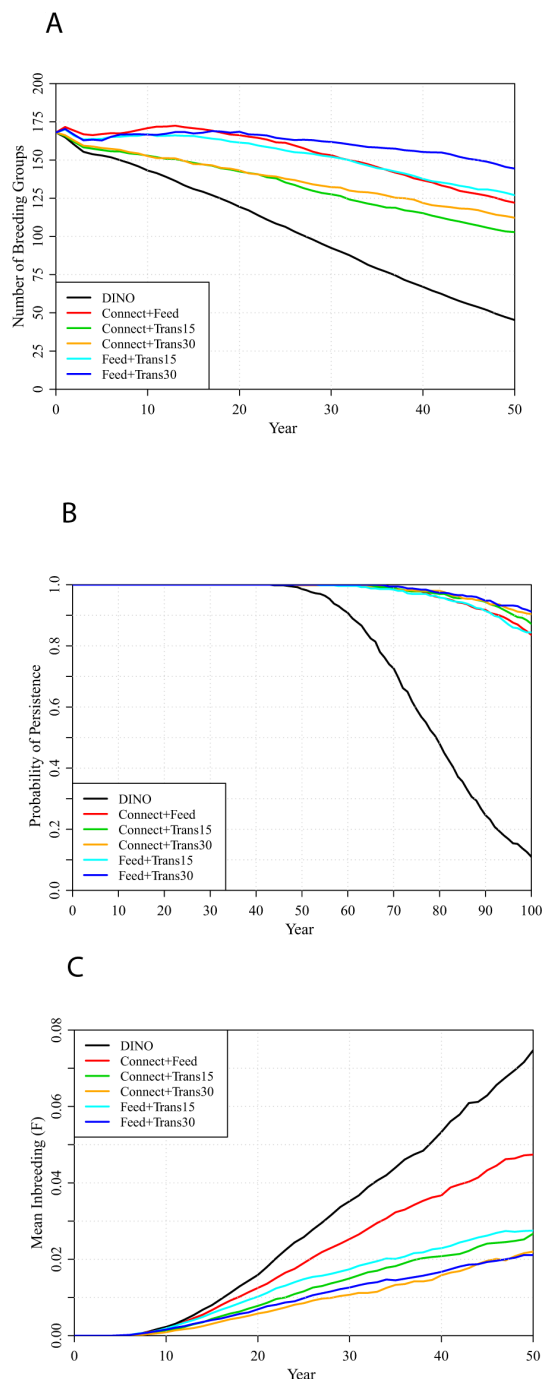 A
200
175
150
125
100
75
50
25
0
Number of Breeding Groups
DINO
Connect+Feed
Connect+Trans15
Connect+Trans30
Feed+Trans15
Feed+Trans30
0 10 20 30 40 50
Year
B
1.0
0.8
0.6
0.4
0.2
0.0
Probability of Persistence
DINO
Connect+Feed
Connect+Trans15
Connect+Trans30
Feed+Trans15
Feed+Trans30
0 10 20 30 30 40 50 60 70 80 90 100
Year
C
0.08
0.06
0.04
0.02
0.00
Mean Inbreeding (F)
DINO
Connect+Feed
Connect+Trans15
Connect+Trans30
Feed+Trans15
Feed+Trans30
0 10 20 30 40 50
Year